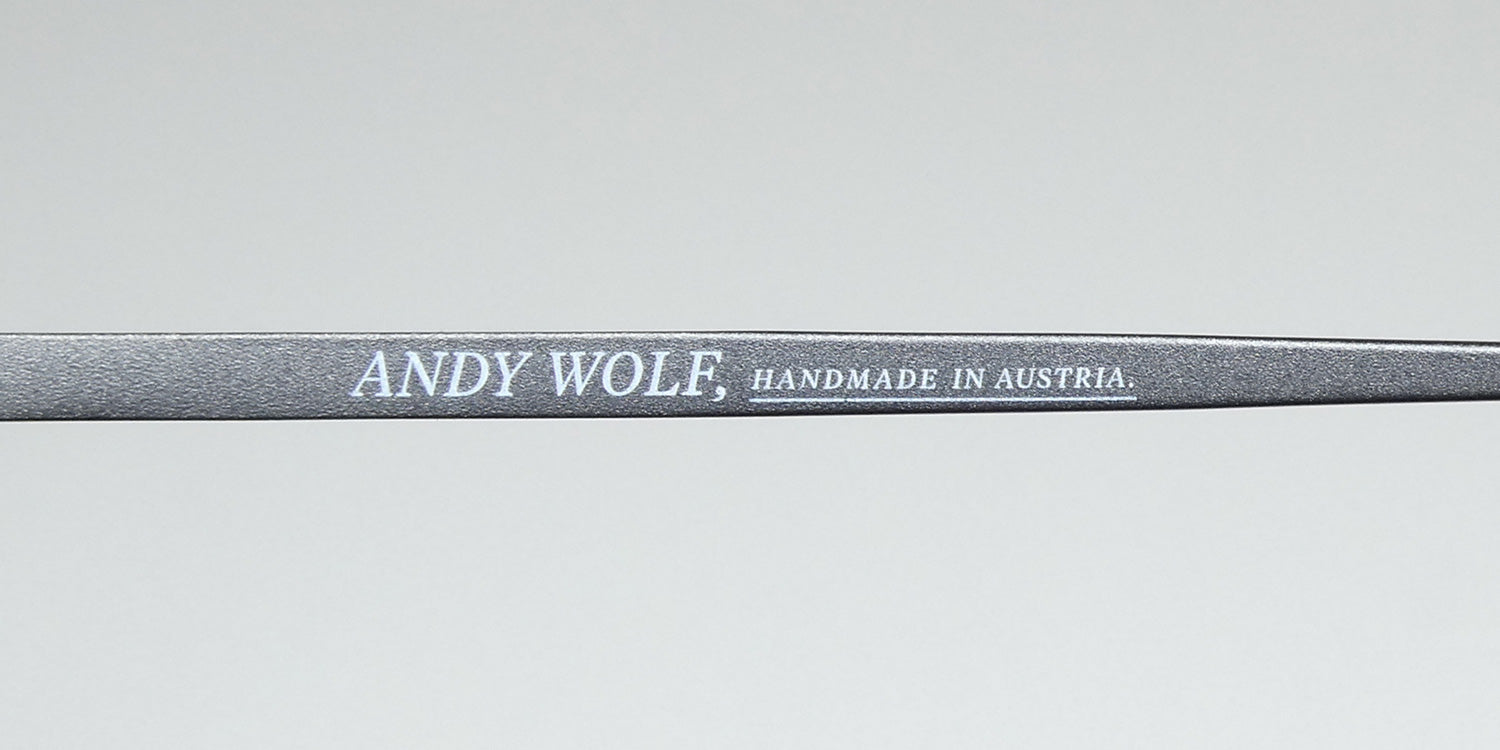 ANDY WOLF, HANDMADE IN AUSTRIA.